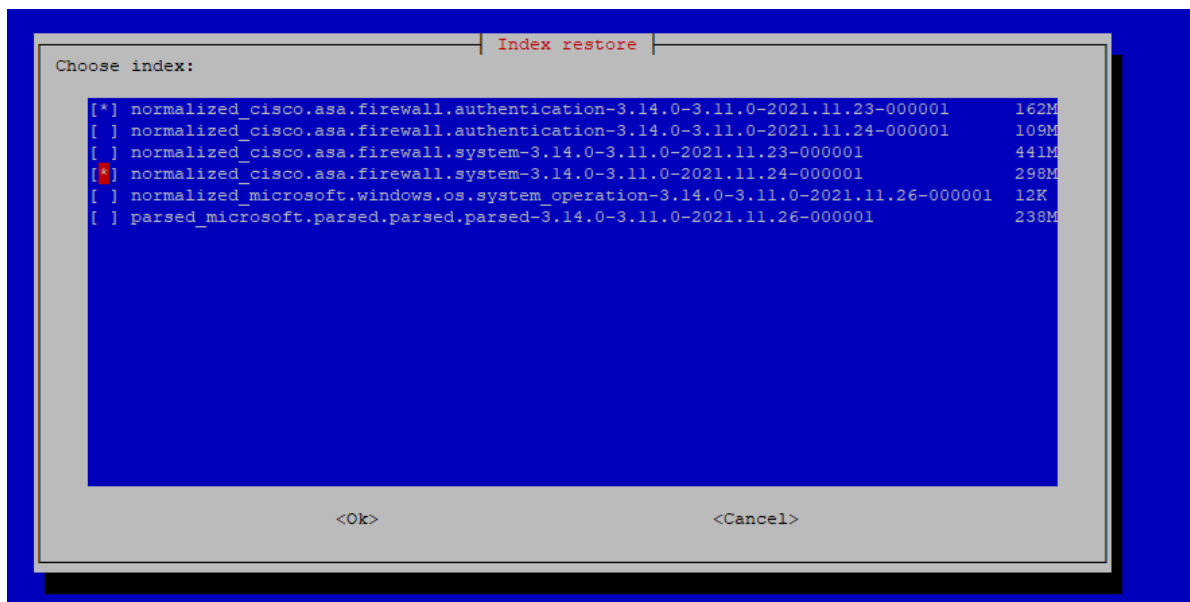 Index restore
Choose index:
[*] normalized_cisco.asa.firewall.authentication-3.14.0-3.11.0-2021.11.23-000001 162M
[ ] normalized_cisco.asa.firewall.authentication-3.14.0-3.11.0-2021.11.24-000001 109M
[ ] normalized_cisco.asa.firewall.system-3.14.0-3.11.0-2021.11.23-000001 441M
[*] normalized_cisco.asa.firewall.system-3.14.0-3.11.0-2021.11.24-000001 298M
[ ] normalized_microsoft.windows.os.system_operation-3.14.0-3.11.0-2021.11.26-000001 12K
[ ] parsed_microsoft.parsed.parsed.parsed-3.14.0-3.11.0-2021.11.26-000001 238M
<Ok> <Cancel>